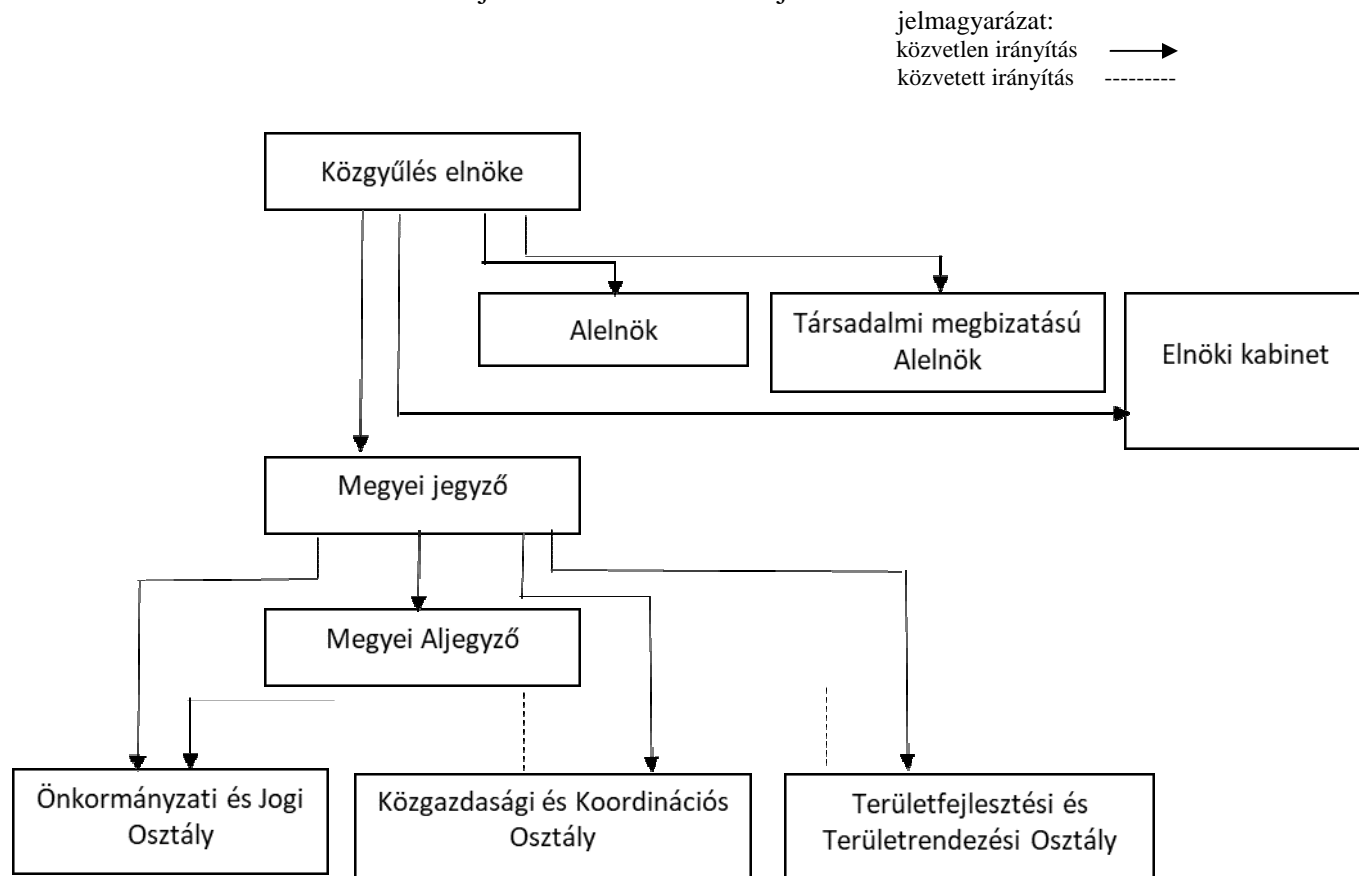 jelmagyarázat:
közvetlen irányítás
közvetett irányítás ---------
Közgyűlés elnöke
Alelnök
Társadalmi megbizatású
Alelnök
Elnöki kabinet
Megyei jegyző
Megyei Aljegyző
Önkormányzati és Jogi
Osztály
Közgazdasági és Koordinációs
Osztály
Területfejlesztési és
Területrendezési Osztály